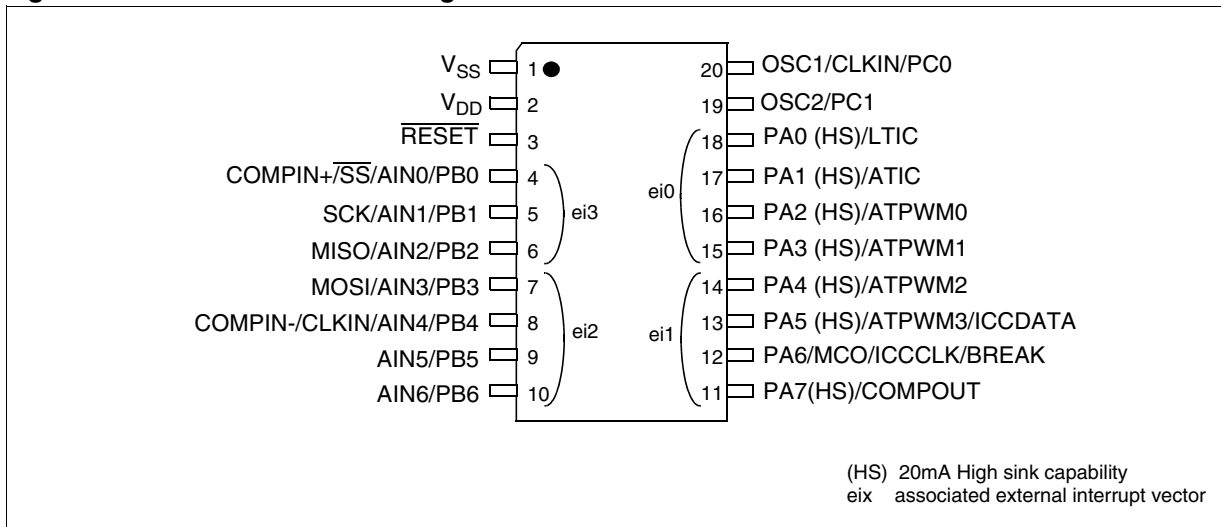 V_SS 1 20 OSC1/CLKIN/PC0
V_DD 2 19 OSC2/PC1
RESET 3 18 PA0 (HS)/LTIC
COMPIN+/SS/AIN0/PB0 4 17 PA1 (HS)/ATIC
ei3 ei0
SCK/AIN1/PB1 5 16 PA2 (HS)/ATPWM0
MISO/AIN2/PB2 6 15 PA3 (HS)/ATPWM1
MOSI/AIN3/PB3 7 14 PA4 (HS)/ATPWM2
COMPIN-/CLKIN/AIN4/PB4 8 13 PA5 (HS)/ATPWM3/ICCDATA
ei2 ei1
AIN5/PB5 9 12 PA6/MCO/ICCCLK/BREAK
AIN6/PB6 10 11 PA7(HS)/COMPOUT
(HS) 20mA High sink capability
eix associated external interrupt vector